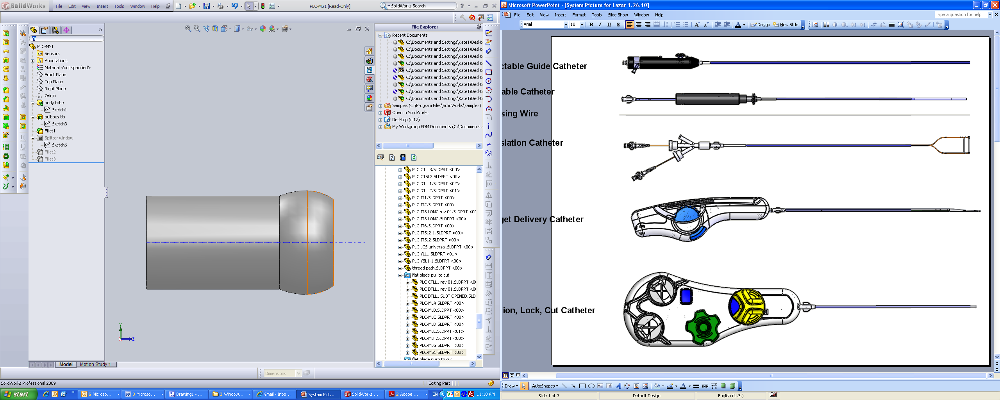 SolidWorks
File Edit View Insert Tools Window Help
PLC-MS1 [Read-Only]
SolidWorks Search
PLC-MS1
Sensors
Annotations
Material <not specified>
Front Plane
Top Plane
Right Plane
Origin
body tube
Sketch1
bulbous tip
Sketch3
Fillet1
Splitter window
Sketch6
Fillet2
Fillet3
Y
Z
Model
Motion Study 1
File Explorer
Recent Documents
C:\Documents and Settings\KateT\Deskt
C:\Documents and Settings\KateT\Deskt
C:\Documents and Settings\KateT\Deskt
C:\Documents and Settings\KateT\Deskt
C:\Documents and Settings\KateT\Deskt
C:\Documents and Settings\KateT\Deskt
C:\Documents and Settings\KateT\Deskt
C:\Documents and Settings\KateT\Deskt
C:\Documents and Settings\KateT\Deskt
Samples (C:\Program Files\SolidWorks\samples)
Open in SolidWorks
Desktop (m17)
My Workgroup PDM Documents (C:\Documents a
PLC CTLL3.SLDPRT <00>
PLC CTSL2.SLDPRT <00>
PLC DTLL1.SLDPRT <02>
PLC DTLL2.SLDPRT <01>
PLC IT1.SLDPRT <00>
PLC IT2.SLDPRT <00>
PLC IT3 LONG rev 04.SLDPRT <00
PLC IT3 LONG.SLDPRT <00>
PLC IT6.SLDPRT <00>
PLC ITSL2-1.SLDPRT <00>
PLC ITSL2.SLDPRT <00>
PLC LCS universal.SLDPRT <00>
PLC YLL1.SLDPRT <01>
PLC YSL1-1.SLDPRT <00>
thread path.SLDPRT <00>
flat blade pull to cut
PLC CTLL1 rev 01.SLDPRT <00
PLC DTLL1 rev 01.SLDPRT <00
PLC DTLL1 SLOT OPENED.SLD
PLC-MLA.SLDPRT <00>
PLC-MLB.SLDPRT <00>
PLC-MLC.SLDPRT <00>
PLC-MLD.SLDPRT <00>
PLC-MLE.SLDPRT <01>
PLC-MLF.SLDPRT <00>
PLC-MLG.SLDPRT <00>
PLC-MS1.SLDPRT <00>
flat blade push to cut
Dimensions
SolidWorks Professional 2009
Editing Part
Microsoft PowerPoint - [System Picture for Lazar 1.26.10]
File Edit View Insert Format Tools Slide Show Window Help
Type a question for help
Arial 18 B I U S Design New Slide
ctable Guide Catheter
able Catheter
sing Wire
slation Catheter
get Delivery Catheter
ion, Lock, Cut Catheter
Draw AutoShapes
Slide 1 of 3 Default Design English (U.S.)
start
6 Microso...
3 Microso...
Drawing1 - ...
3 Window...
Gmail - Inbo...
System Pict...
SolidWorks ...
2 Adobe ...
EN
11:18 AM